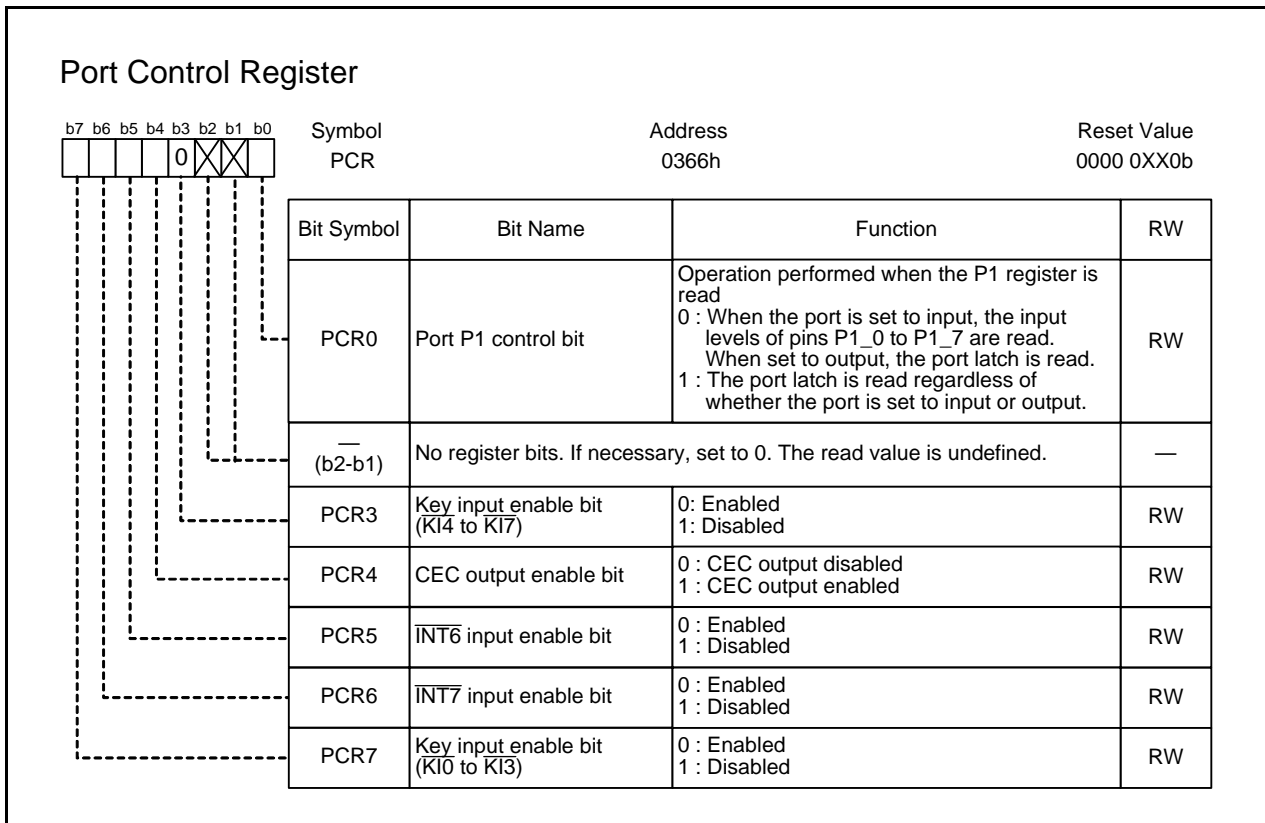 Port Control Register
b7 b6 b5 b4 b3 b2 b1 b0
Symbol Address Reset Value
0
PCR 0366h 0000 0XX0b
Bit Symbol Bit Name Function RW
PCR0 Port P1 control bit
Operation performed when the P1 register is
read
0 : When the port is set to input, the input
levels of pins P1_0 to P1_7 are read.
When set to output, the port latch is read.
1 : The port latch is read regardless of
whether the port is set to input or output.
RW
—
(b2-b1)
No register bits. If necessary, set to 0. The read value is undefined.
—
PCR3
Key input enable bit
(K̅I̅4̅ to K̅I̅7̅)
0: Enabled
1: Disabled
RW
PCR4
CEC output enable bit
0 : CEC output disabled
1 : CEC output enabled
RW
PCR5
I̅N̅T̅6̅ input enable bit
0 : Enabled
1 : Disabled
RW
PCR6
I̅N̅T̅7̅ input enable bit
0 : Enabled
1 : Disabled
RW
PCR7
Key input enable bit
(K̅I̅0̅ to K̅I̅3̅)
0 : Enabled
1 : Disabled
RW